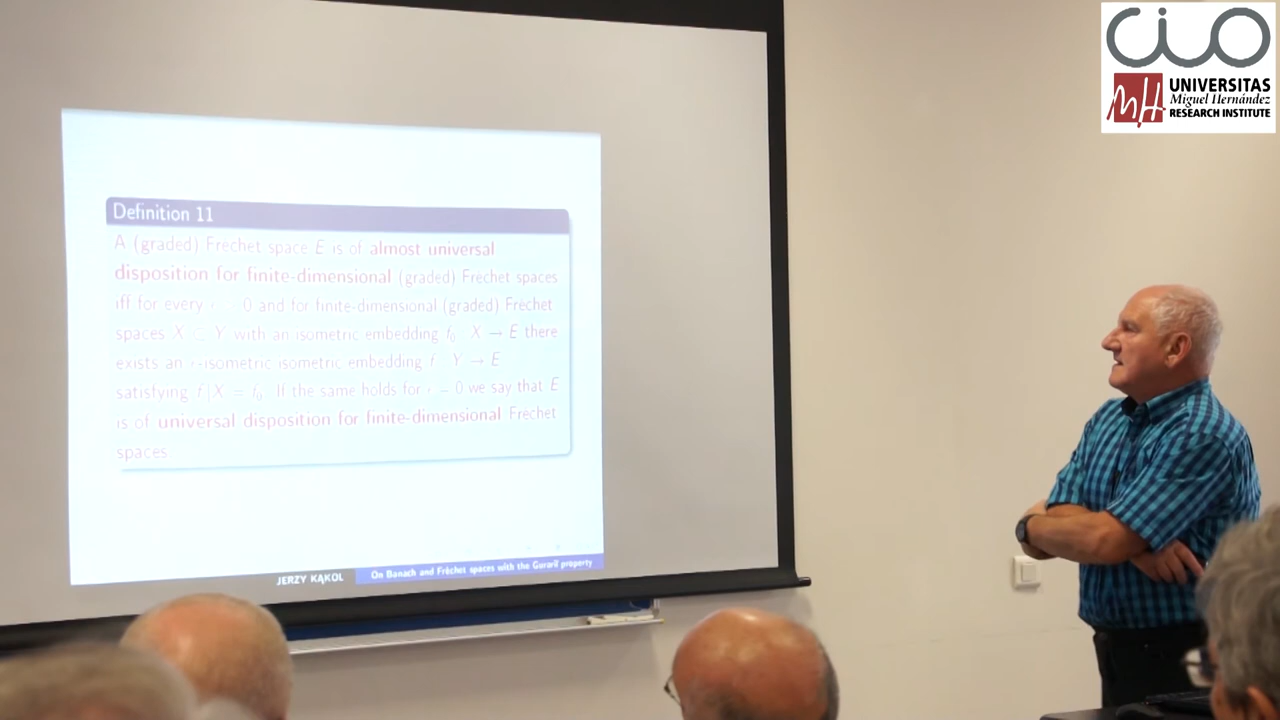 CIO
UNIVERSITAS
Miguel Hernández
RESEARCH INSTITUTE
MH
Definition 11
A (graded) Fréchet space E is of almost universal
disposition for finite-dimensional (graded) Fréchet spaces
iff for every 0 and for finite-dimensional (graded) Fréchet
spaces X ⊂ Y with an isometric embedding f₀ X → E there
exists an -isometric isometric embedding f Y → E
satisfying f|X = f₀. If the same holds for = 0 we say that E
is of universal disposition for finite-dimensional Fréchet
spaces
JERZY KĄKOL On Banach and Fréchet spaces with the Gurariĭ property